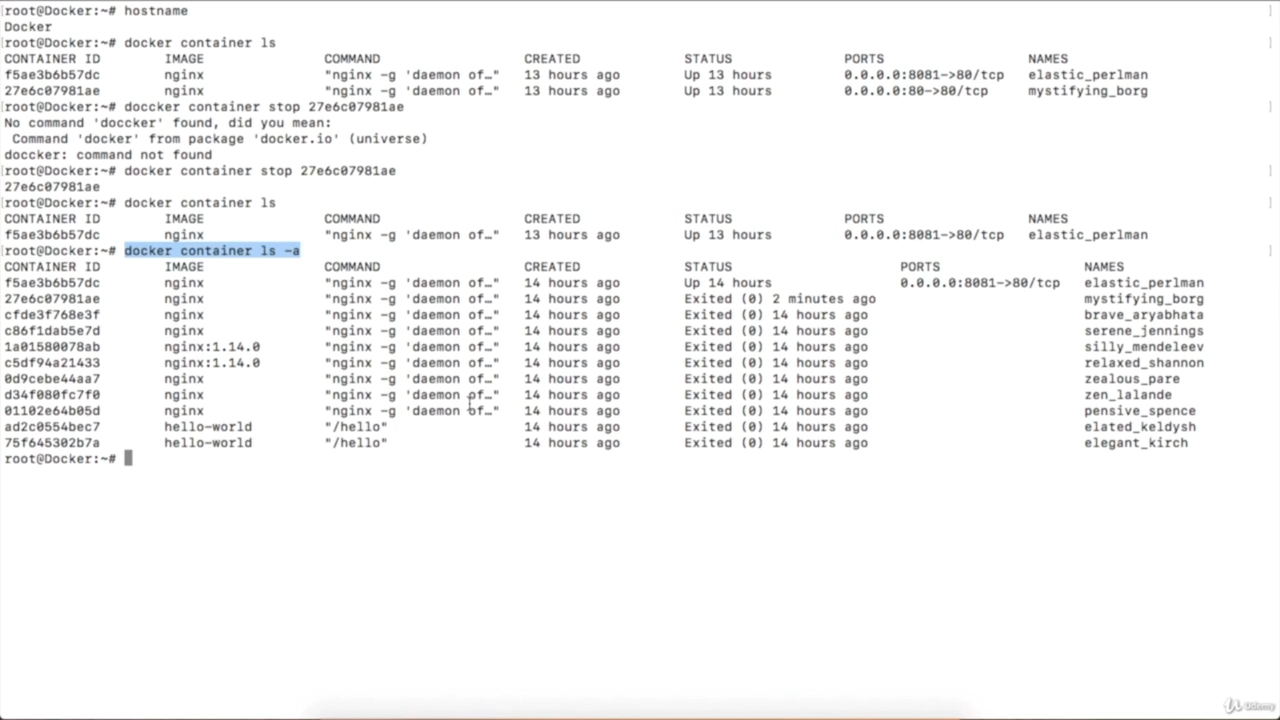 [root@Docker:~# hostname ]
Docker
[root@Docker:~# docker container ls ]
CONTAINER ID IMAGE COMMAND CREATED STATUS PORTS NAMES
f5ae3b6b57dc nginx "nginx -g 'daemon of…" 13 hours ago Up 13 hours 0.0.0.0:8081->80/tcp elastic_perlman
27e6c07981ae nginx "nginx -g 'daemon of…" 13 hours ago Up 13 hours 0.0.0.0:80->80/tcp mystifying_borg
[root@Docker:~# doccker container stop 27e6c07981ae ]
No command 'doccker' found, did you mean:
Command 'docker' from package 'docker.io' (universe)
doccker: command not found
[root@Docker:~# docker container stop 27e6c07981ae ]
27e6c07981ae
[root@Docker:~# docker container ls ]
CONTAINER ID IMAGE COMMAND CREATED STATUS PORTS NAMES
f5ae3b6b57dc nginx "nginx -g 'daemon of…" 13 hours ago Up 13 hours 0.0.0.0:8081->80/tcp elastic_perlman
[root@Docker:~# docker container ls -a ]
CONTAINER ID IMAGE COMMAND CREATED STATUS PORTS NAMES
f5ae3b6b57dc nginx "nginx -g 'daemon of…" 14 hours ago Up 14 hours 0.0.0.0:8081->80/tcp elastic_perlman
27e6c07981ae nginx "nginx -g 'daemon of…" 14 hours ago Exited (0) 2 minutes ago mystifying_borg
cfde3f768e3f nginx "nginx -g 'daemon of…" 14 hours ago Exited (0) 14 hours ago brave_aryabhata
c86f1dab5e7d nginx "nginx -g 'daemon of…" 14 hours ago Exited (0) 14 hours ago serene_jennings
1a01580078ab nginx:1.14.0 "nginx -g 'daemon of…" 14 hours ago Exited (0) 14 hours ago silly_mendeleev
c5df94a21433 nginx:1.14.0 "nginx -g 'daemon of…" 14 hours ago Exited (0) 14 hours ago relaxed_shannon
0d9cebe44aa7 nginx "nginx -g 'daemon of…" 14 hours ago Exited (0) 14 hours ago zealous_pare
d34f080fc7f0 nginx "nginx -g 'daemon of…" 14 hours ago Exited (0) 14 hours ago zen_lalande
01102e64b05d nginx "nginx -g 'daemon of…" 14 hours ago Exited (0) 14 hours ago pensive_spence
ad2c0554bec7 hello-world "/hello" 14 hours ago Exited (0) 14 hours ago elated_keldysh
75f645302b7a hello-world "/hello" 14 hours ago Exited (0) 14 hours ago elegant_kirch
root@Docker:~#
Udemy